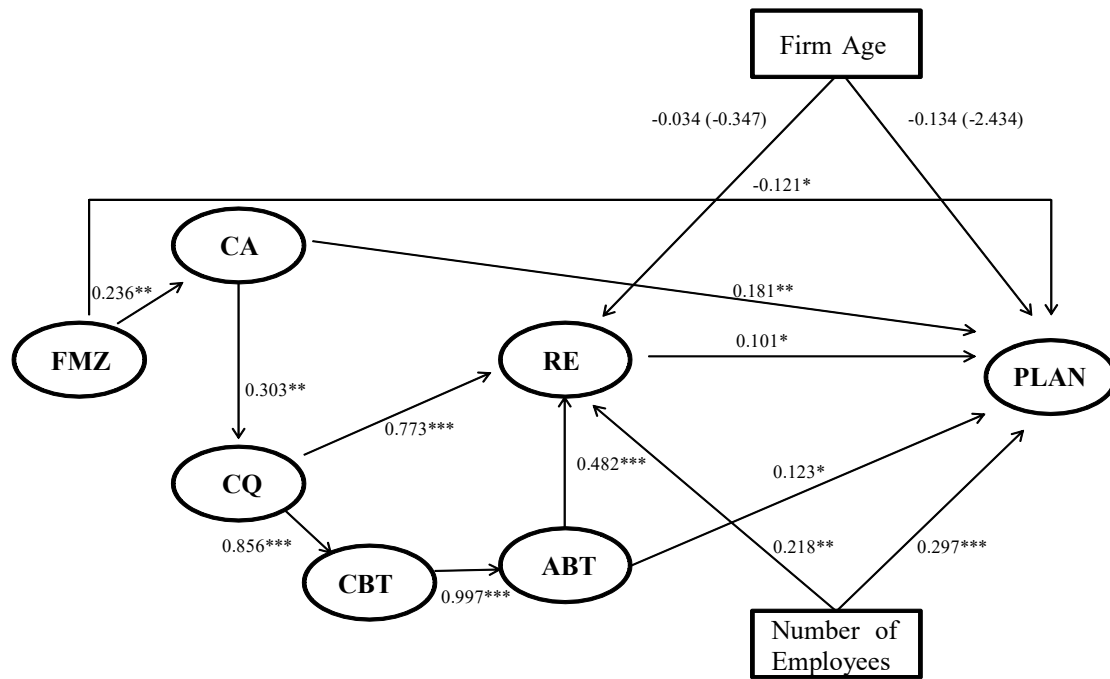 Firm Age
-0.034 (-0.347)
-0.134 (-2.434)
-0.121*
CA
0.236**
0.181**
FMZ
RE
0.101*
PLAN
0.303**
0.773***
CQ
0.482***
0.123*
0.856***
0.218**
0.297***
CBT
0.997***
ABT
Number of
Employees